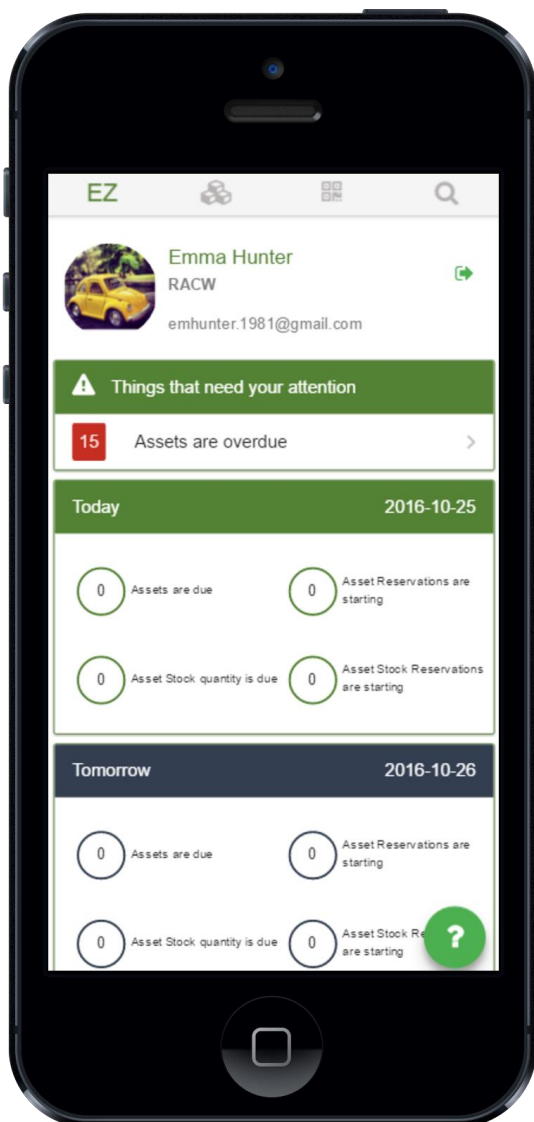 EZ
Emma Hunter
RACW
emhunter.1981@gmail.com
Things that need your attention
15 Assets are overdue
Today 2016-10-25
0 Assets are due
0 Asset Reservations are
starting
0 Asset Stock quantity is due
0 Asset Stock Reservations
are starting
Tomorrow 2016-10-26
0 Assets are due
0 Asset Reservations are
starting
0 Asset Stock quantity is due
0 Asset Stock
are starting
?